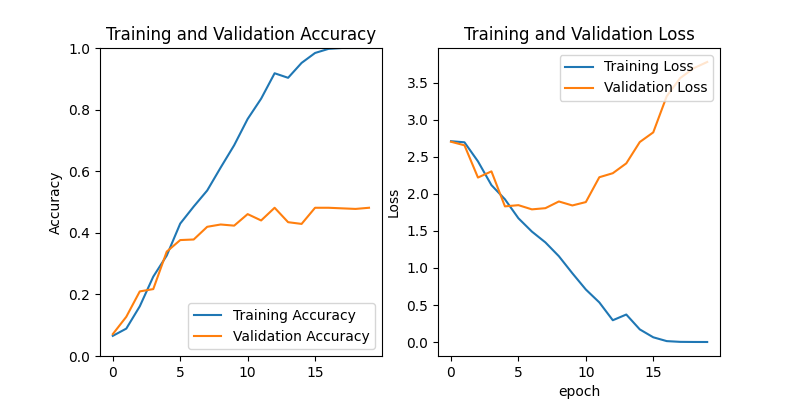 Training and Validation Accuracy
Accuracy
1.0
0.8
0.6
0.4
0.2
0.0
0
5
10
15
Training Accuracy
Validation Accuracy
Training and Validation Loss
Loss
3.5
3.0
2.5
2.0
1.5
1.0
0.5
0.0
0
5
10
15
epoch
Training Loss
Validation Loss